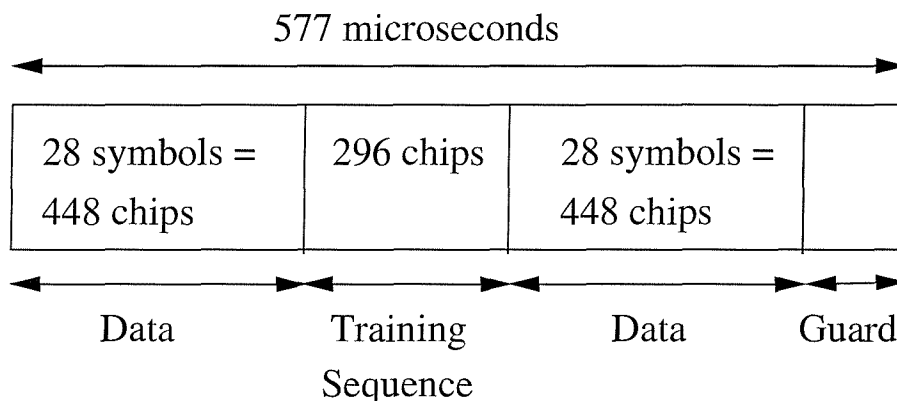 577 microseconds
28 symbols =
448 chips
296 chips
28 symbols =
448 chips
Data
Training
Sequence
Data
Guard